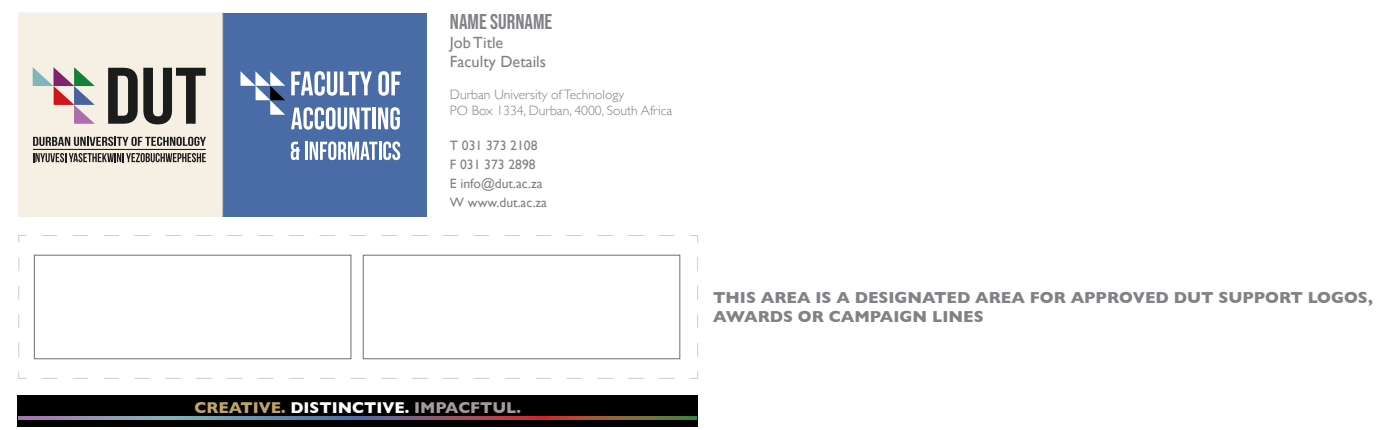 DUT
DURBAN UNIVERSITY OF TECHNOLOGY
INYUVESI YASETHEKWINI YEZOBUCHWEPHESHE
FACULTY OF
ACCOUNTING
& INFORMATICS
NAME SURNAME
Job Title
Faculty Details
Durban University of Technology
PO Box 1334, Durban, 4000, South Africa
T 031 373 2108
F 031 373 2898
E info@dut.ac.za
W www.dut.ac.za
THIS AREA IS A DESIGNATED AREA FOR APPROVED DUT SUPPORT LOGOS,
AWARDS OR CAMPAIGN LINES
CREATIVE. DISTINCTIVE. IMPACFTUL.